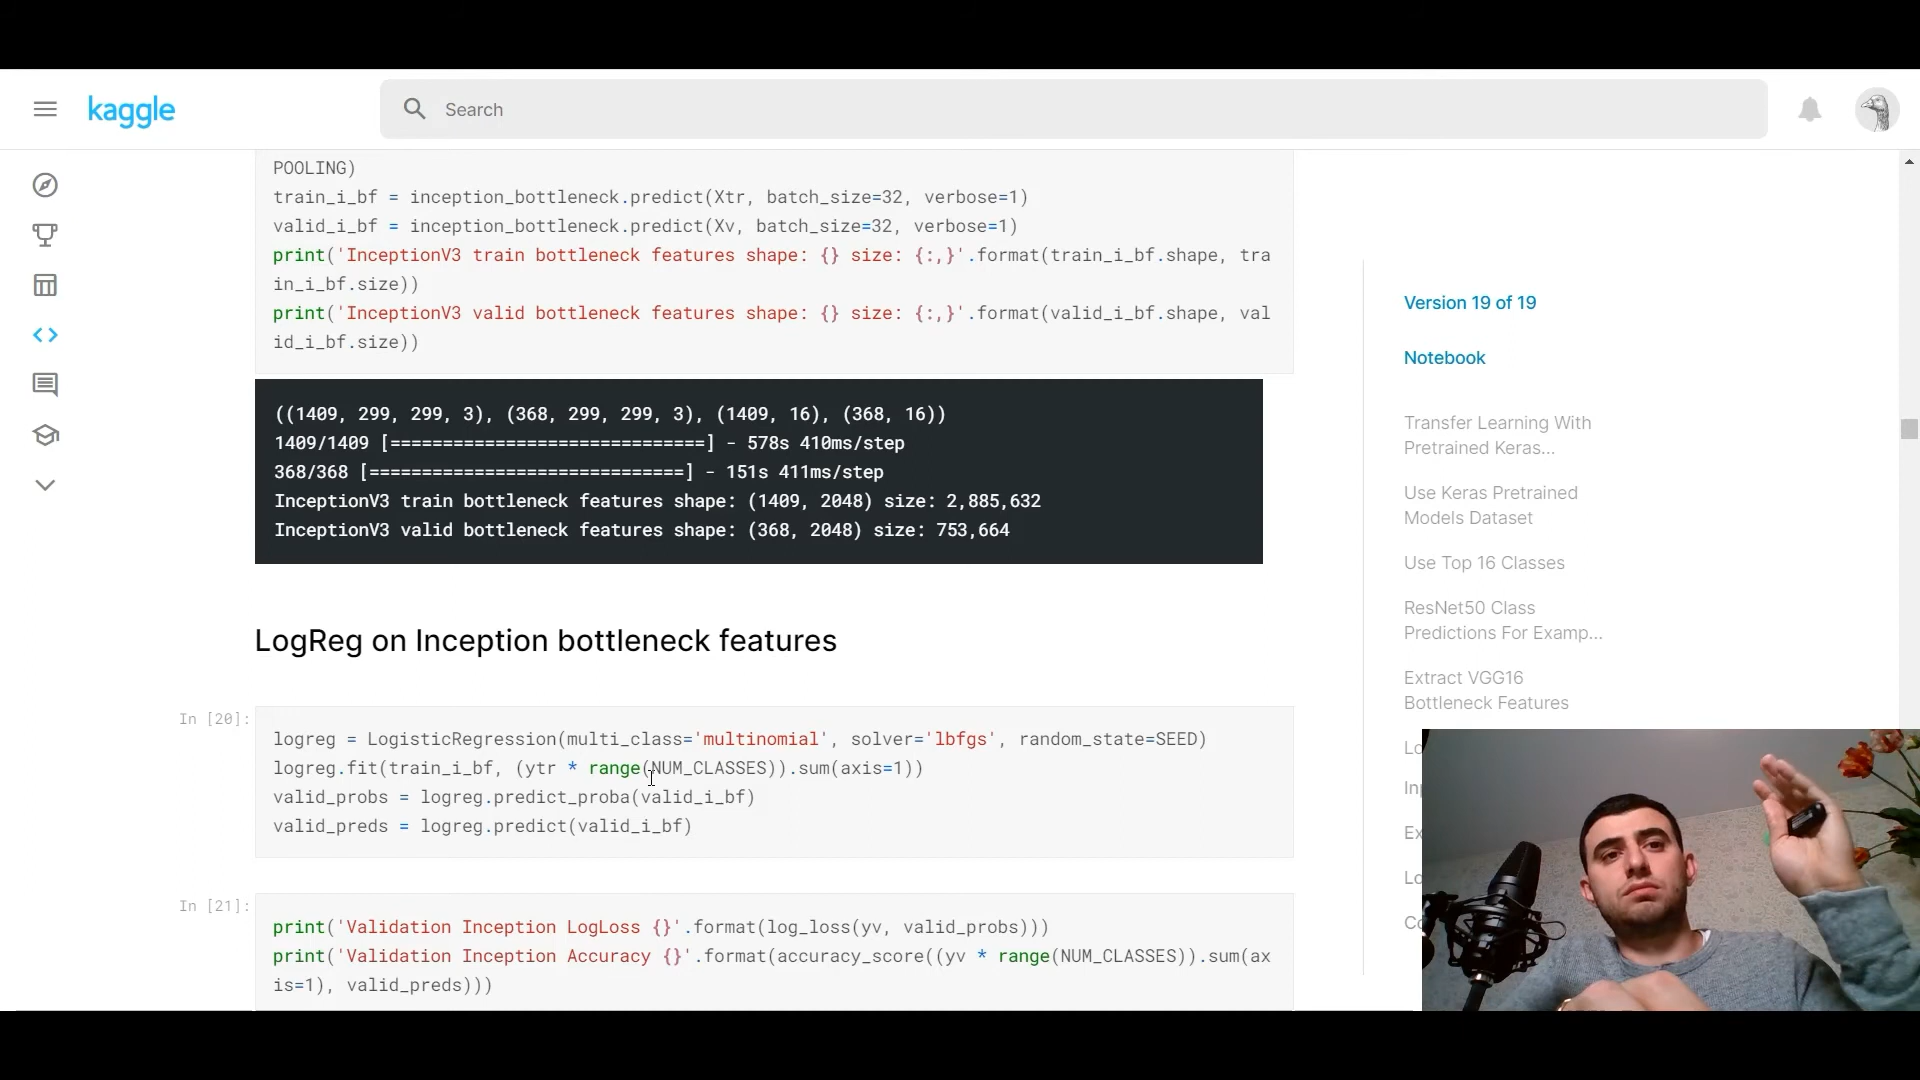 kaggle
Search
POOLING)
train_i_bf = inception_bottleneck.predict(Xtr, batch_size=32, verbose=1)
valid_i_bf = inception_bottleneck.predict(Xv, batch_size=32, verbose=1)
print('InceptionV3 train bottleneck features shape: {} size: {:,}'.format(train_i_bf.shape, tra
in_i_bf.size))
print('InceptionV3 valid bottleneck features shape: {} size: {:,}'.format(valid_i_bf.shape, val
id_i_bf.size))
((1409, 299, 299, 3), (368, 299, 299, 3), (1409, 16), (368, 16))
1409/1409 [==============================] - 578s 410ms/step
368/368 [==============================] - 151s 411ms/step
InceptionV3 train bottleneck features shape: (1409, 2048) size: 2,885,632
InceptionV3 valid bottleneck features shape: (368, 2048) size: 753,664
LogReg on Inception bottleneck features
In [20]:
logreg = LogisticRegression(multi_class='multinomial', solver='lbfgs', random_state=SEED)
logreg.fit(train_i_bf, (ytr * range(NUM_CLASSES)).sum(axis=1))
valid_probs = logreg.predict_proba(valid_i_bf)
valid_preds = logreg.predict(valid_i_bf)
In [21]:
print('Validation Inception LogLoss {}'.format(log_loss(yv, valid_probs)))
print('Validation Inception Accuracy {}'.format(accuracy_score((yv * range(NUM_CLASSES)).sum(ax
is=1), valid_preds)))
Version 19 of 19
Notebook
Transfer Learning With
Pretrained Keras...
Use Keras Pretrained
Models Dataset
Use Top 16 Classes
ResNet50 Class
Predictions For Examp...
Extract VGG16
Bottleneck Features